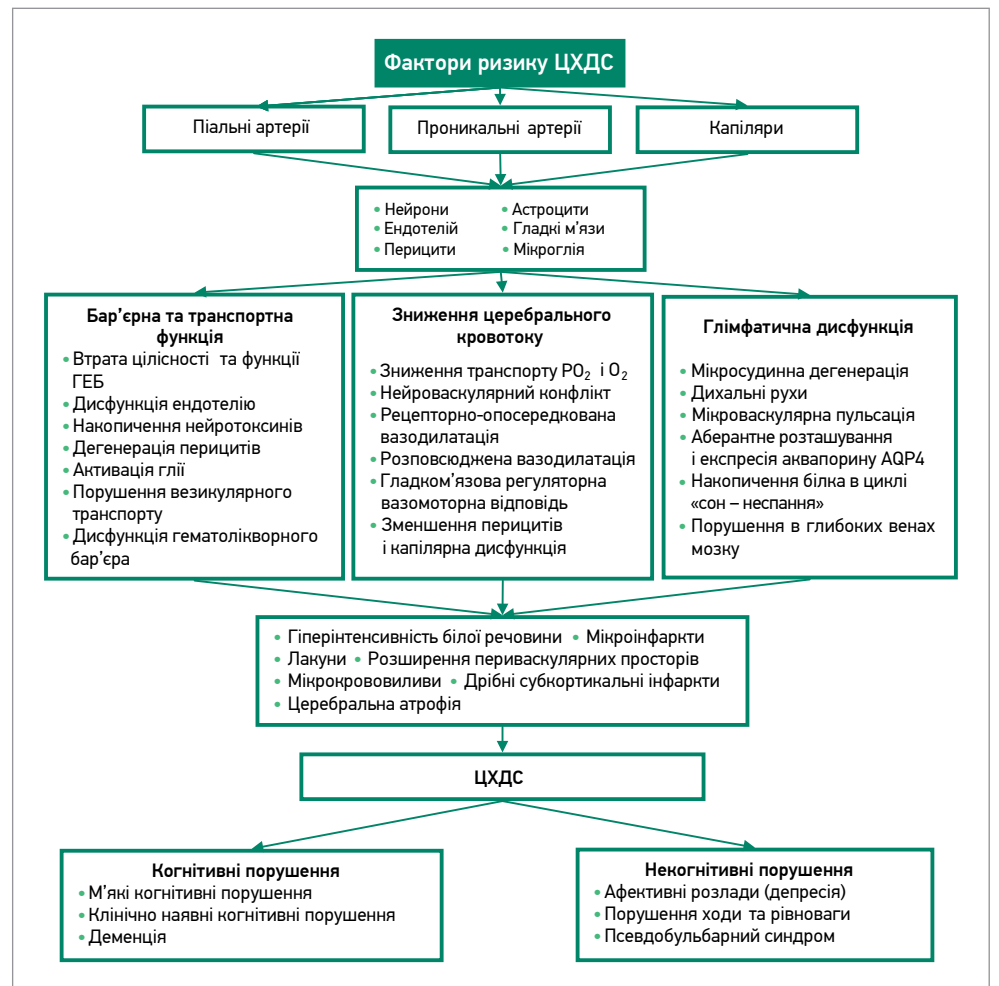 Фактори ризику ЦХДС
Піальні артерії
Проникальні артерії
Капіляри
• Нейрони
• Ендотелій
• Перицити
• Астроцити
• Гладкі м'язи
• Мікроглія
Бар'єрна та транспортна
функція
• Втрата цілісності та функції
ГЕБ
• Дисфункція ендотелію
• Накопичення нейротоксинів
• Дегенерація перицитів
• Активація глії
• Порушення везикулярного
транспорту
• Дисфункція гематолікворного
бар'єра
Зниження церебрального
кровотоку
• Зниження транспорту PO₂ і O₂
• Нейроваскулярний конфлікт
• Рецепторно-опосередкована
вазодилатація
• Розповсюджена вазодилатація
• Гладком'язова регуляторна
вазомоторна відповідь
• Зменшення перицитів
і капілярна дисфункція
Глімфатична дисфункція
• Мікросудинна дегенерація
• Дихальні рухи
• Мікроваскулярна пульсація
• Аберантне розташування
і експресія аквапорину AQP4
• Накопичення білка в циклі
«сон – неспання»
• Порушення в глибоких венах
мозку
• Гіперінтенсивність білої речовини • Мікроінфаркти
• Лакуни • Розширення периваскулярних просторів
• Мікрокрововиливи • Дрібні субкортикальні інфаркти
• Церебральна атрофія
ЦХДС
Когнітивні порушення
• М'які когнітивні порушення
• Клінічно наявні когнітивні порушення
• Деменція
Некогнітивні порушення
• Афективні розлади (депресія)
• Порушення ходи та рівноваги
• Псевдобульбарний синдром